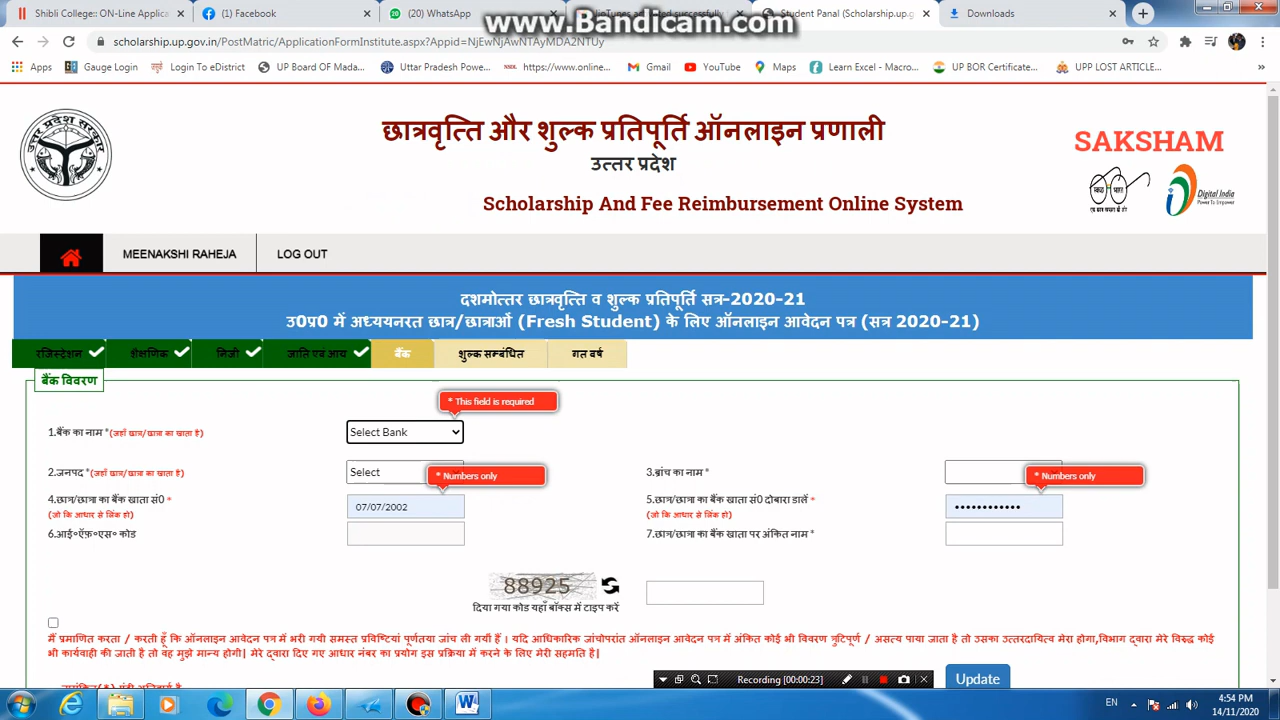 Shibli College: ON-Line Applic
(1) Facebook
(20) WhatsApp
Student Panal (Scholarship.up.g
Downloads
www.Bandicam.com
scholarship.up.gov.in/PostMatric/ApplicationFormInstitute.aspx?Appid=NjEwNjAwNTAyMDA2NTUy
Apps
Gauge Login
Login To eDistrict
UP Board OF Mada...
Uttar Pradesh Powe...
https://www.online...
Gmail
YouTube
Maps
Learn Excel - Macro...
UP BOR Certificate...
UPP LOST ARTICLE...
छात्रवृत्ति और शुल्क प्रतिपूर्ति ऑनलाइन प्रणाली
उत्तर प्रदेश
Scholarship And Fee Reimbursement Online System
SAKSHAM
Digital India
Power To Empower
MEENAKSHI RAHEJA
LOG OUT
दशमोत्तर छात्रवृत्ति व शुल्क प्रतिपूर्ति सत्र-2020-21
उ0प्र0 में अध्ययनरत छात्र/छात्राओं (Fresh Student) के लिए ऑनलाइन आवेदन पत्र (सत्र 2020-21)
रजिस्ट्रेशन
शैक्षणिक
निजी
जाति एवं आय
बैंक
शुल्क सम्बंधित
गत वर्ष
बैंक विवरण
* This field is required
1.बैंक का नाम *(जहाँ छात्र/छात्रा का खाता है)
Select Bank
2.जनपद *(जहाँ छात्र/छात्रा का खाता है)
Select
* Numbers only
3.ब्रांच का नाम *
* Numbers only
4.छात्र/छात्रा का बैंक खाता सं0 *
(जो कि आधार से लिंक हो)
07/07/2002
5.छात्र/छात्रा का बैंक खाता सं0 दोबारा डालें *
(जो कि आधार से लिंक हो)
••••••••••••
6.आई०ऍफ़०एस० कोड
7.छात्र/छात्रा का बैंक खाता पर अंकित नाम *
88925
दिया गया कोड यहाँ बॉक्स में टाइप करें
मैं प्रमाणित करता / करती हूँ कि ऑनलाइन आवेदन पत्र में भरी गयी समस्त प्रविष्टियां पूर्णतया जांच ली गयीं हैं । यदि आधिकारिक जांचोपरांत ऑनलाइन आवेदन पत्र में अंकित कोई भी विवरण त्रुटिपूर्ण / असत्य पाया जाता है तो उसका उत्तरदायित्व मेरा होगा,विभाग द्वारा मेरे विरुद्ध कोई
भी कार्यवाही की जाती है तो वह मुझे मान्य होगी| मेरे द्वारा दिए गए आधार नंबर का प्रयोग इस प्रक्रिया में करने के लिए मेरी सहमति है|
Recording [00:00:23]
Update
EN
4:54 PM
14/11/2020